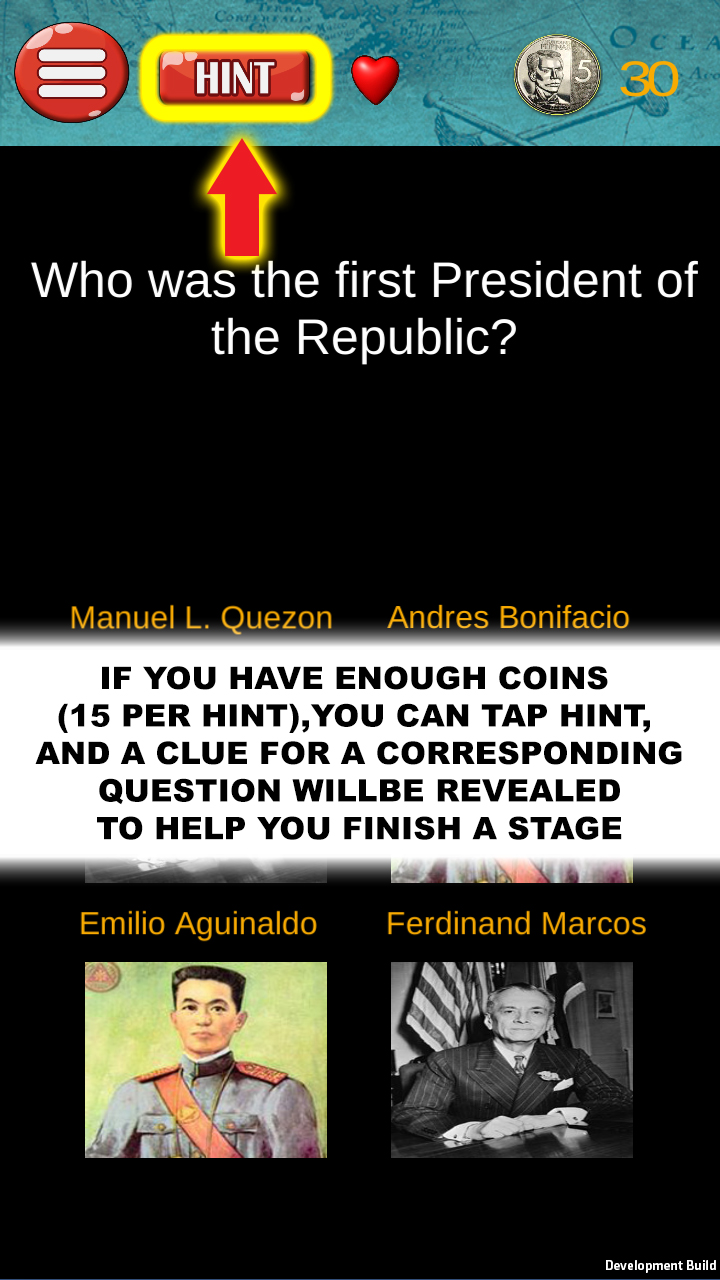 HINT
5
30
Who was the first President of
the Republic?
Manuel L. Quezon
Andres Bonifacio
IF YOU HAVE ENOUGH COINS
(15 PER HINT),YOU CAN TAP HINT,
AND A CLUE FOR A CORRESPONDING
QUESTION WILLBE REVEALED
TO HELP YOU FINISH A STAGE
Emilio Aguinaldo
Ferdinand Marcos
Development Build